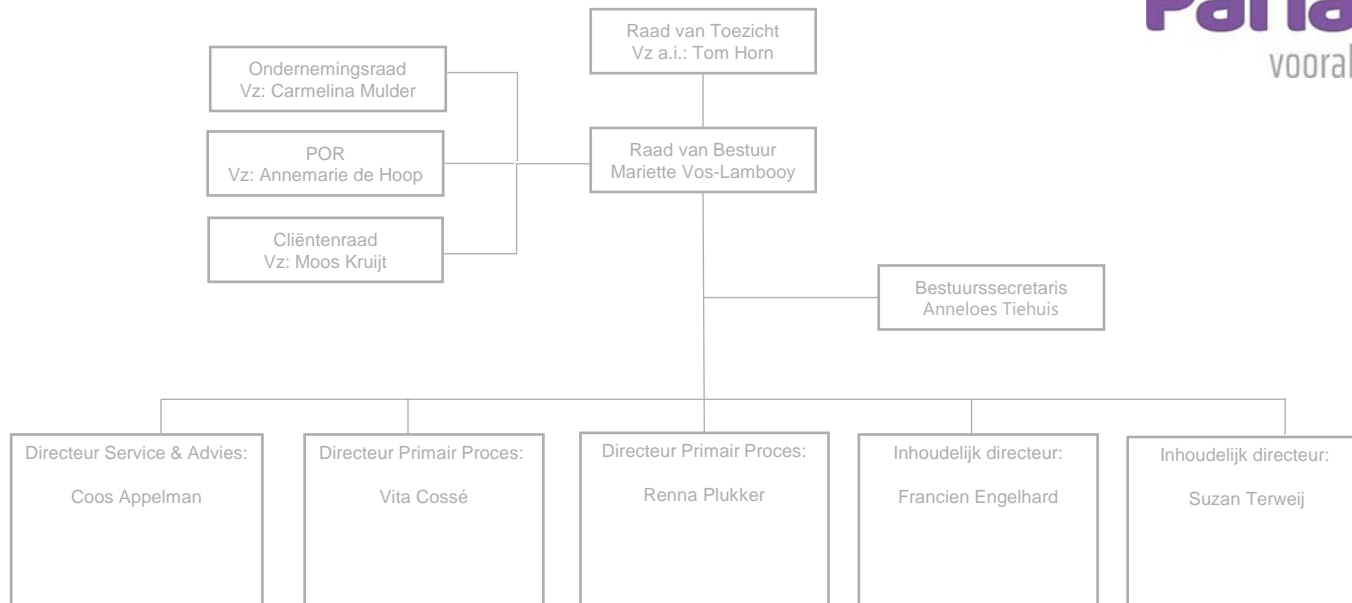 Raad van Toezicht
Vz a.i.: Tom Horn
Ondernemingsraad
Vz: Carmelina Mulder
POR
Vz: Annemarie de Hoop
Raad van Bestuur
Mariette Vos-Lambooy
Cliëntenraad
Vz: Moos Kruijt
Bestuurssecretaris
Anneloes Tiehuis
Directeur Service & Advies:
Coos Appelman
Directeur Primair Proces:
Vita Cossé
Directeur Primair Proces:
Renna Plukker
Inhoudelijk directeur:
Francien Engelhard
Inhoudelijk directeur:
Suzan Terweij